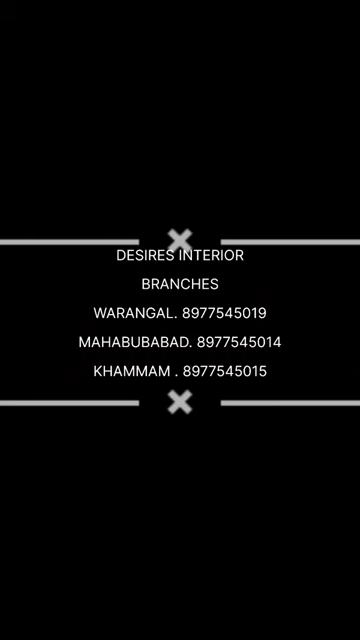 DESIRES INTERIOR
BRANCHES
WARANGAL. 8977545019
MAHABUBABAD. 8977545014
KHAMMAM . 8977545015